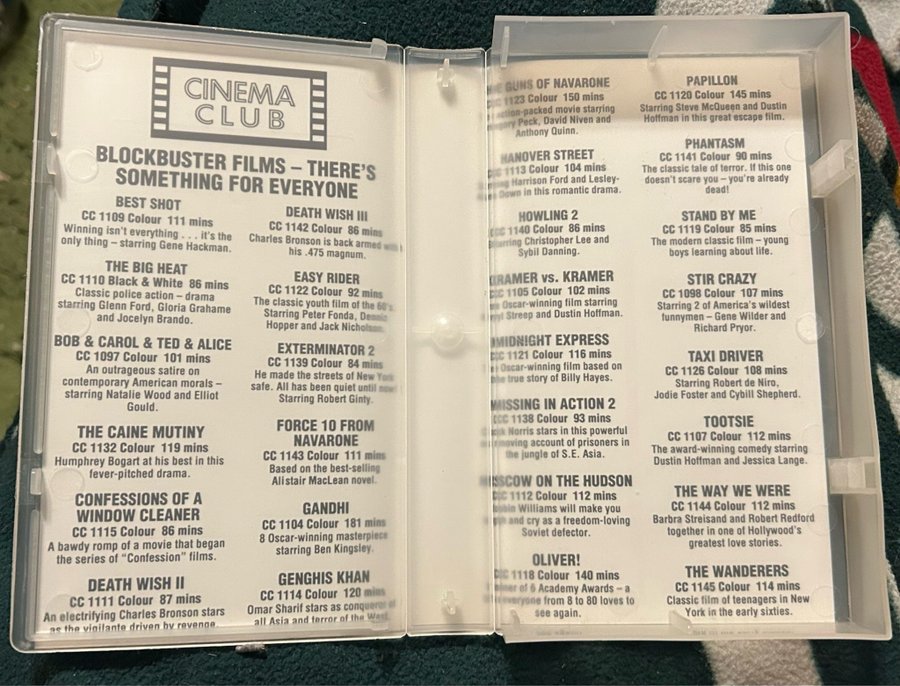 CINEMA
CLUB
BLOCKBUSTER FILMS – THERE'S
SOMETHING FOR EVERYONE
BEST SHOT
CC 1109 Colour 111 mins
Winning isn't everything . . . it's the
only thing – starring Gene Hackman.
THE BIG HEAT
CC 1110 Black & White 86 mins
Classic police action – drama
starring Glenn Ford, Gloria Grahame
and Jocelyn Brando.
BOB & CAROL & TED & ALICE
CC 1097 Colour 101 mins
An outrageous satire on
contemporary American morals –
starring Natalie Wood and Elliot
Gould.
THE CAINE MUTINY
CC 1132 Colour 119 mins
Humphrey Bogart at his best in this
fever-pitched drama.
CONFESSIONS OF A
WINDOW CLEANER
CC 1115 Colour 86 mins
A bawdy romp of a movie that began
the series of "Confession" films.
DEATH WISH II
CC 1111 Colour 87 mins
An electrifying Charles Bronson stars
as the vigilante driven by revenge.
DEATH WISH III
CC 1142 Colour 86 mins
Charles Bronson is back armed with
his .475 magnum.
EASY RIDER
CC 1122 Colour 92 mins
The classic youth film of the 60's
Starring Peter Fonda, Dennis
Hopper and Jack Nicholson.
EXTERMINATOR 2
CC 1139 Colour 84 mins
He made the streets of New York
safe. All has been quiet until now
Starring Robert Ginty.
FORCE 10 FROM
NAVARONE
CC 1143 Colour 111 mins
Based on the best-selling
Alistair MacLean novel.
GANDHI
CC 1104 Colour 181 mins
8 Oscar-winning masterpiece
starring Ben Kingsley.
GENGHIS KHAN
CC 1114 Colour 120 mins
Omar Sharif stars as conqueror of
all Asia and terror of the West.
GUNS OF NAVARONE
1123 Colour 150 mins
action-packed movie starring
Peck, David Niven and
Anthony Quinn.
HANOVER STREET
1113 Colour 104 mins
Harrison Ford and Lesley-
Down in this romantic drama.
HOWLING 2
1140 Colour 86 mins
Starring Christopher Lee and
Sybil Danning.
KRAMER vs. KRAMER
CC 1105 Colour 102 mins
Oscar-winning film starring
Streep and Dustin Hoffman.
MIDNIGHT EXPRESS
CC 1121 Colour 116 mins
Oscar-winning film based on
the true story of Billy Hayes.
MISSING IN ACTION 2
CC 1138 Colour 93 mins
Norris stars in this powerful
moving account of prisoners in
the jungle of S.E. Asia.
MOSCOW ON THE HUDSON
CC 1112 Colour 112 mins
Williams will make you
and cry as a freedom-loving
Soviet defector.
OLIVER!
CC 1118 Colour 140 mins
of 6 Academy Awards – a
everyone from 8 to 80 loves to
see again.
PAPILLON
CC 1120 Colour 145 mins
Starring Steve McQueen and Dustin
Hoffman in this great escape film.
PHANTASM
CC 1141 Colour 90 mins
The classic tale of terror. If this one
doesn't scare you – you're already
dead!
STAND BY ME
CC 1119 Colour 85 mins
The modern classic film – young
boys learning about life.
STIR CRAZY
CC 1098 Colour 107 mins
Starring 2 of America's wildest
funnymen – Gene Wilder and
Richard Pryor.
TAXI DRIVER
CC 1126 Colour 108 mins
Starring Robert de Niro,
Jodie Foster and Cybill Shepherd.
TOOTSIE
CC 1107 Colour 112 mins
The award-winning comedy starring
Dustin Hoffman and Jessica Lange.
THE WAY WE WERE
CC 1144 Colour 112 mins
Barbra Streisand and Robert Redford
together in one of Hollywood's
greatest love stories.
THE WANDERERS
CC 1145 Colour 114 mins
Classic film of teenagers in New
York in the early sixties.